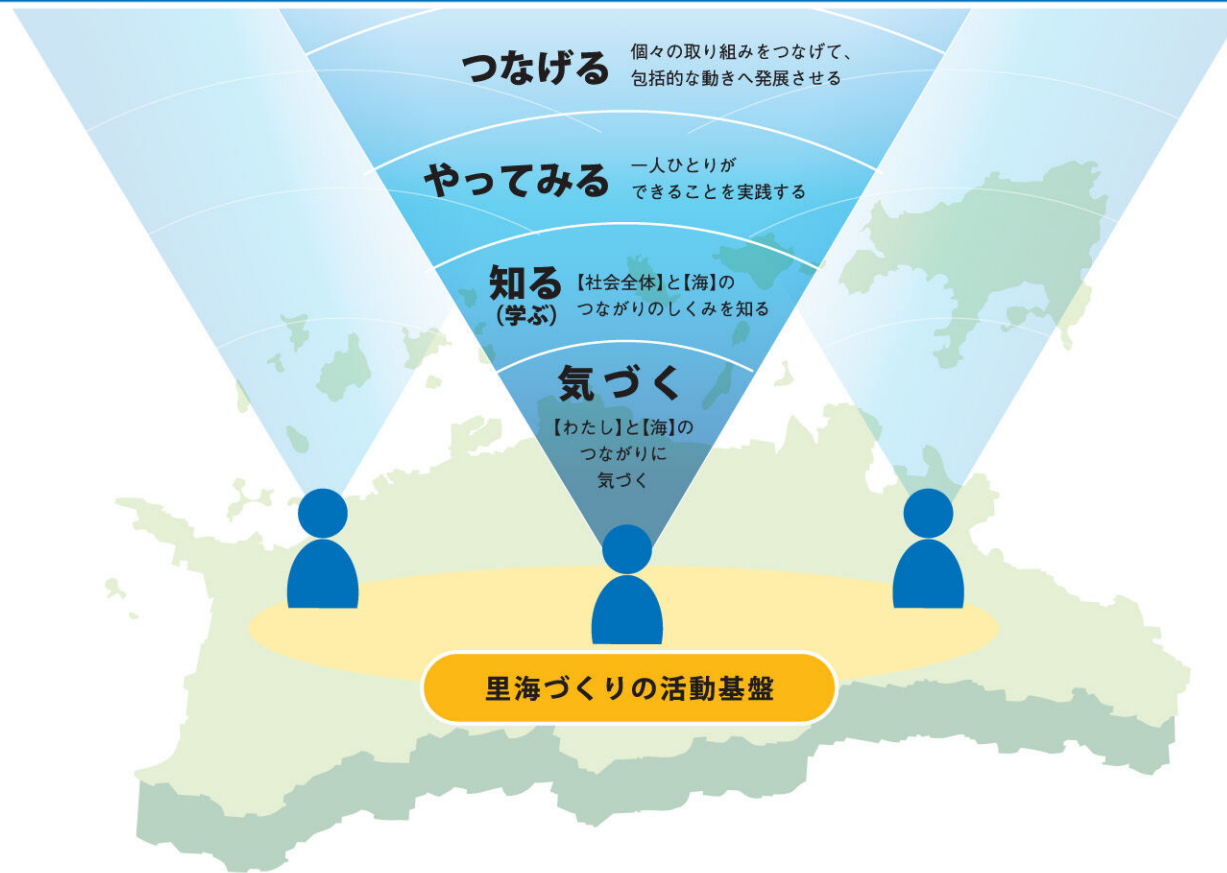 つなげる
個々の取り組みをつなげて、
包括的な動きへ発展させる
やってみる
一人ひとりが
できることを実践する
知る
(学ぶ)
【社会全体】と【海】の
つながりのしくみを知る
気づく
【わたし】と【海】の
つながりに
気づく
里海づくりの活動基盤